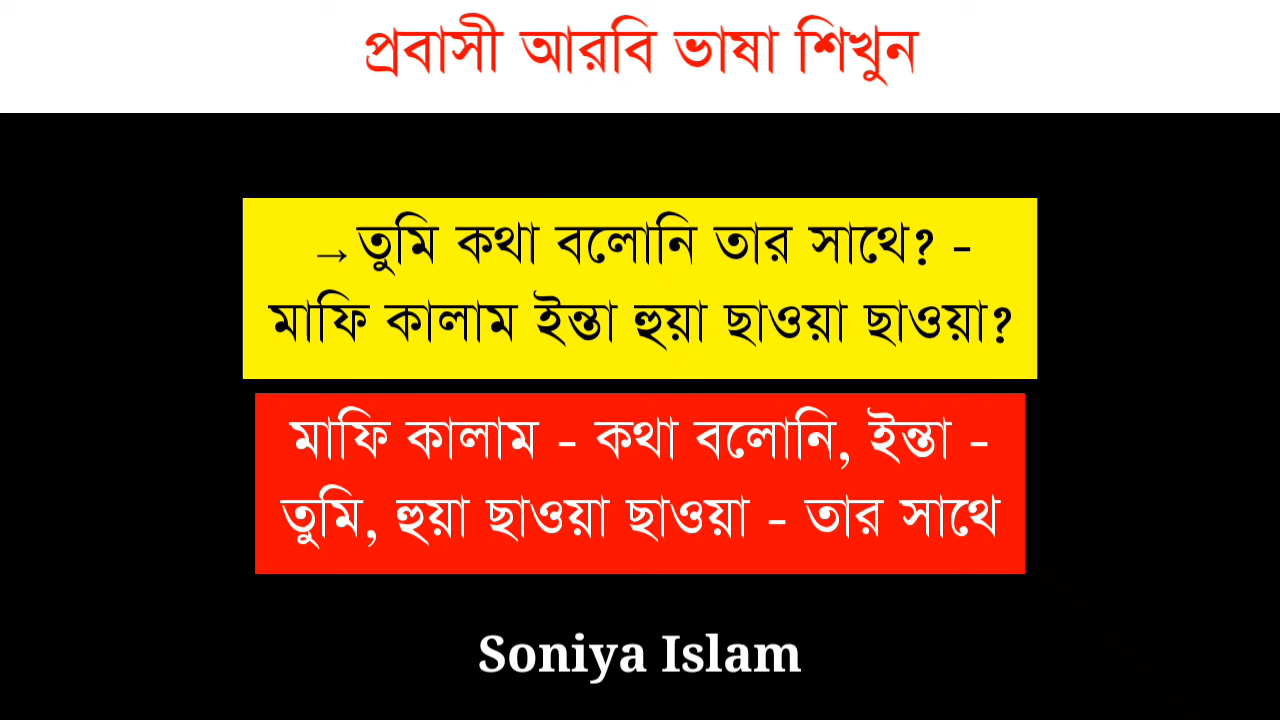 প্রবাসী আরবি ভাষা শিখুন
→তুমি কথা বলোনি তার সাথে? -
মাফি কালাম ইন্তা হুয়া ছাওয়া ছাওয়া?
মাফি কালাম - কথা বলোনি, ইন্তা -
তুমি, হুয়া ছাওয়া ছাওয়া - তার সাথে
Soniya Islam